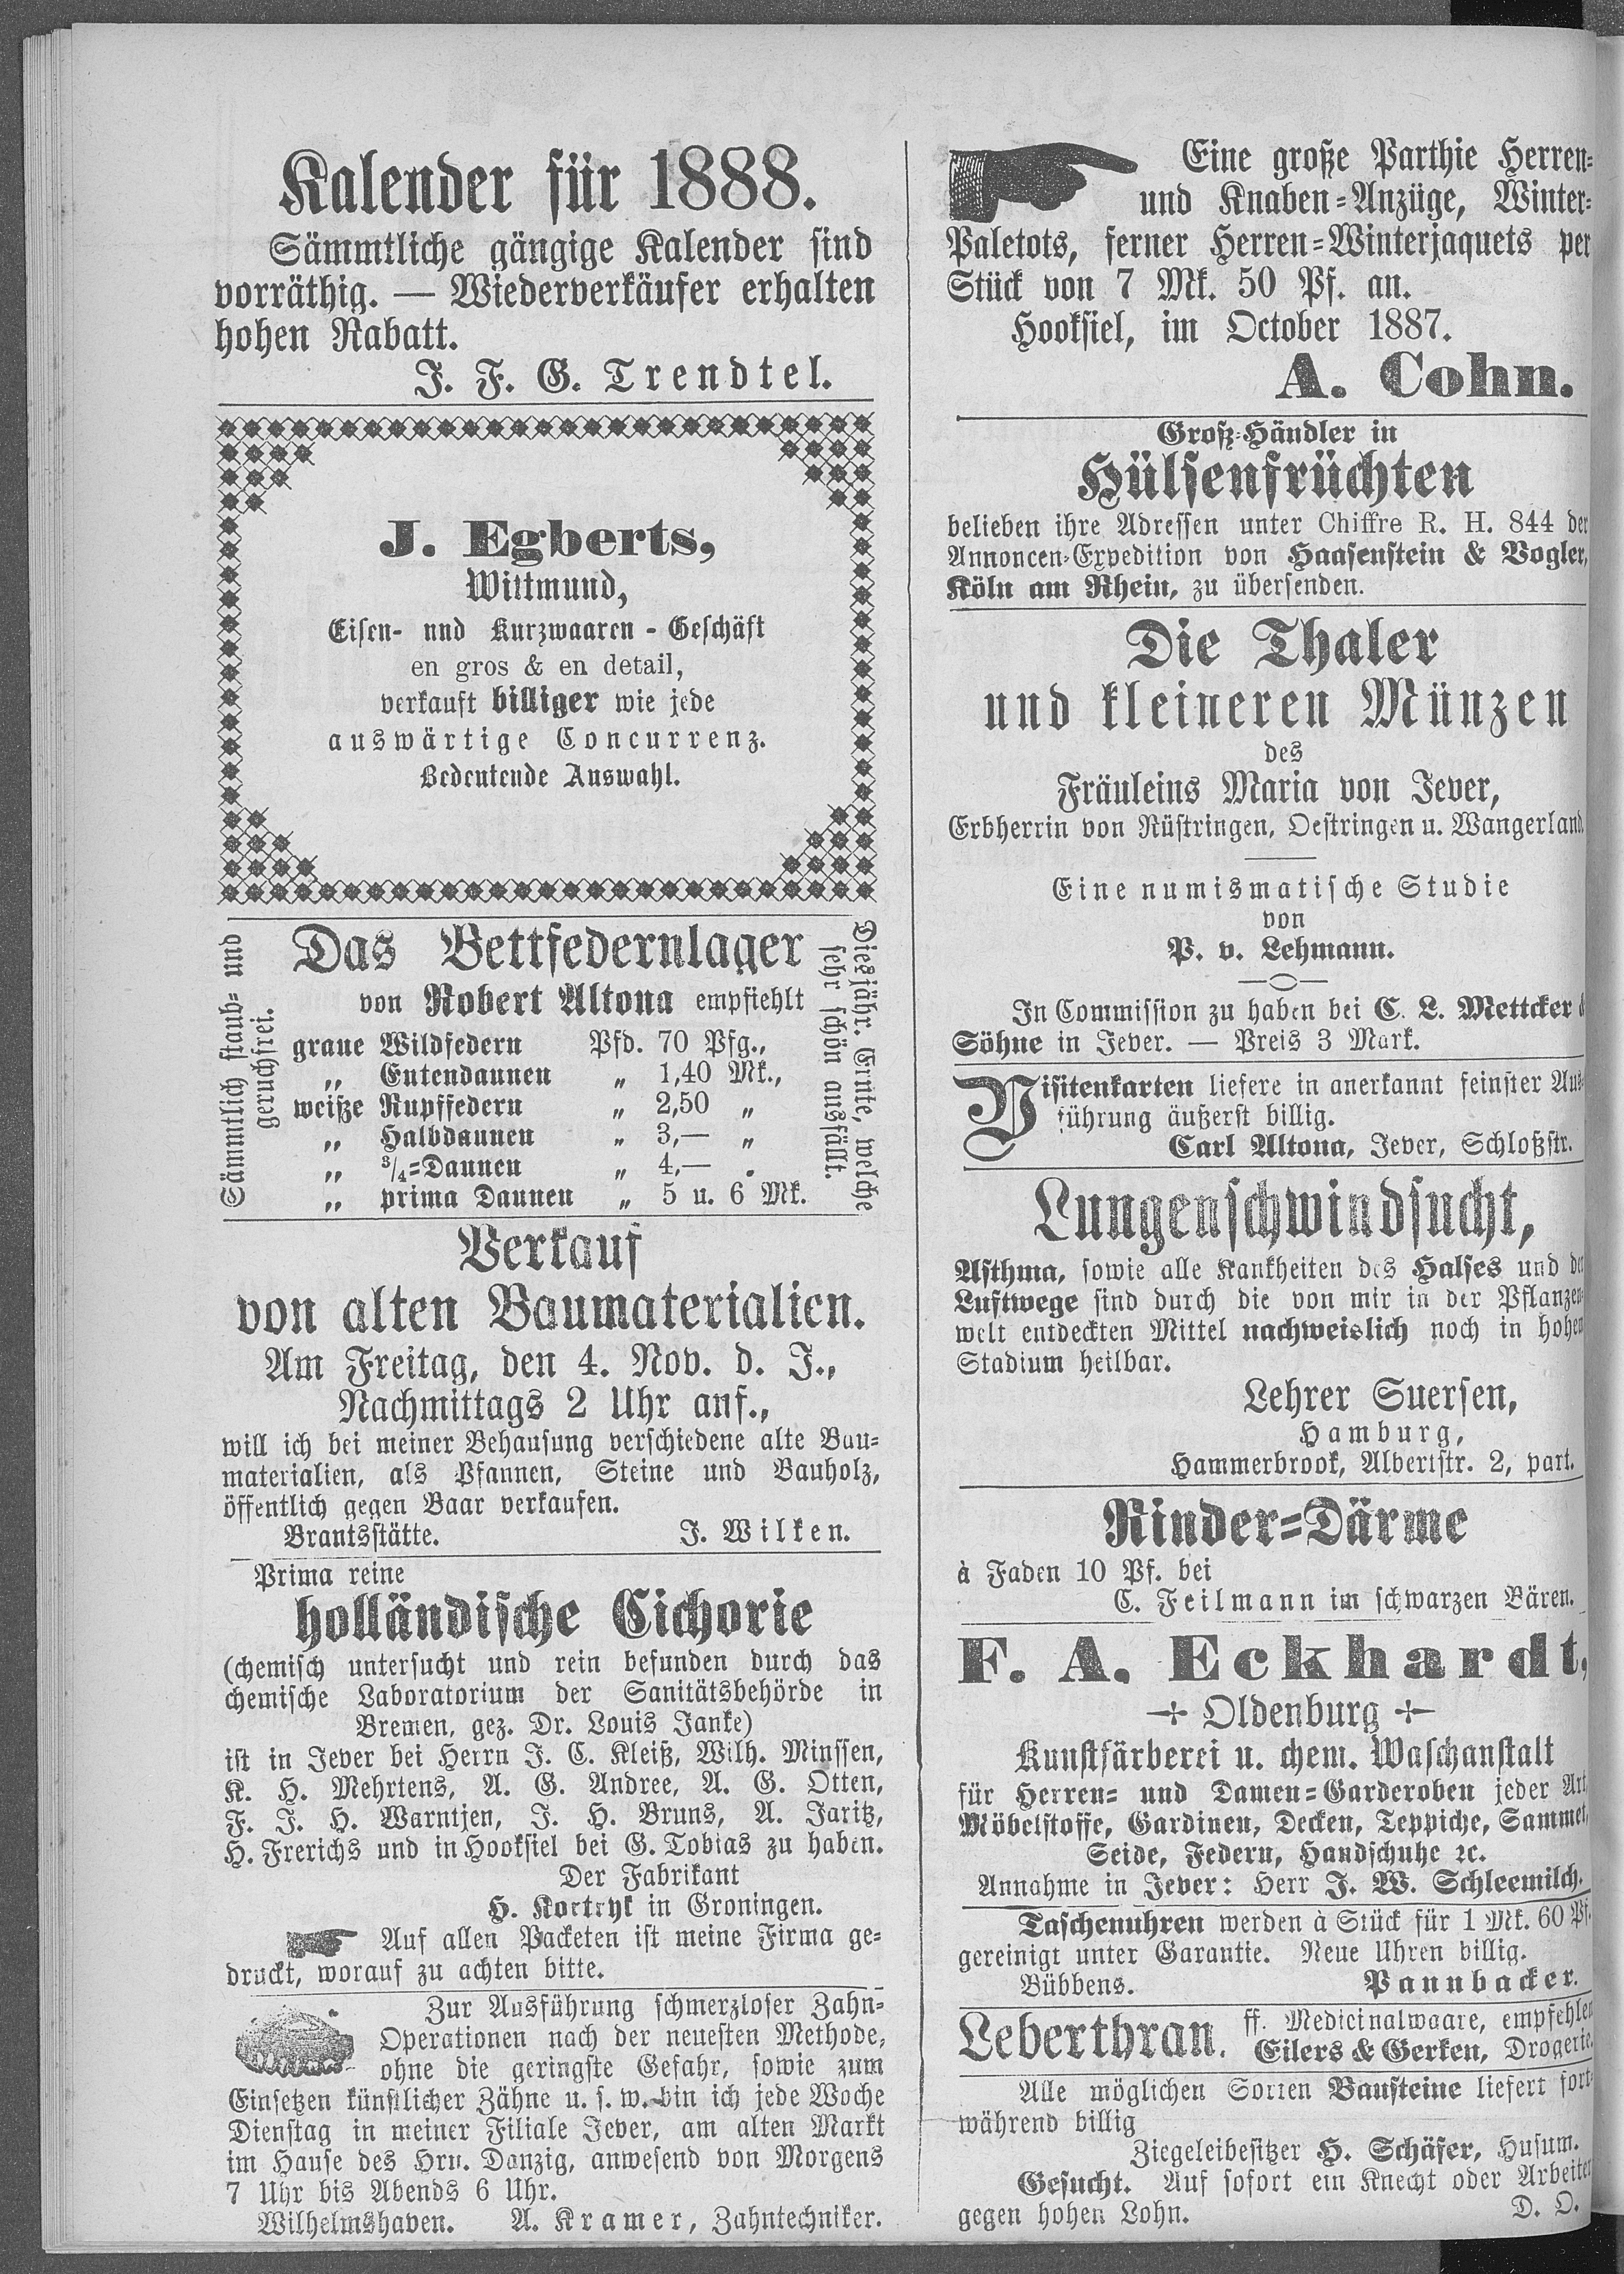 Kalender für 1888.
Sämmtliche gängige Kalender sind
vorräthig. — Wiederverkäufer erhalten
hohen Rabatt.
J. F. G. Trendtel.
J. Egberts,
Wittmund,
Eisen- und Kurzwaaren - Geschäft
en gros & en detail,
verkauft billiger wie jede
auswärtige Concurrenz.
Bedeutende Auswahl.
Sämmtlich staub- und
geruchfrei.
Das Bettfedernlager
von Robert Altona empfiehlt
graue Wildfedern Pfd. 70 Pfg.,
„ Entendaunen „ 1,40 Mk.,
weiße Rupffedern „ 2,50 „
„ Halbdaunen „ 3,— „
„ 3/4=Daunen „ 4,— „
„ prima Daunen „ 5 u. 6 Mk.
Diesjähr. Ernte, welche
sehr schön ausfällt.
Verkauf
von alten Baumaterialien.
Am Freitag, den 4. Nov. d. J.,
Nachmittags 2 Uhr anf.,
will ich bei meiner Behausung verschiedene alte Bau=
materialien, als Pfannen, Steine und Bauholz,
öffentlich gegen Baar verkaufen.
Brantsstätte. J. Wilken.
Prima reine
holländische Cichorie
(chemisch untersucht und rein befunden durch das
chemische Laboratorium der Sanitätsbehörde in
Bremen, gez. Dr. Louis Janke)
ist in Jever bei Herrn J. C. Kleiß, Wilh. Minssen,
K. H. Mehrtens, A. G. Andree, A. G. Otten,
F. J. H. Warntjen, J. H. Bruns, A. Jaritz,
H. Frerichs und in Hooksiel bei G. Tobias zu haben.
Der Fabrikant
H. Kortryk in Groningen.
Auf allen Packeten ist meine Firma ge=
druckt, worauf zu achten bitte.
Zur Ausführung schmerzloser Zahn=
Operationen nach der neuesten Methode,
ohne die geringste Gefahr, sowie zum
Einsetzen künstlicher Zähne u. s. w. bin ich jede Woche
Dienstag in meiner Filiale Jever, am alten Markt
im Hause des Hrn. Danzig, anwesend von Morgens
7 Uhr bis Abends 6 Uhr.
Wilhelmshaven. A. Kramer, Zahntechniker.
Eine große Parthie Herren=
und Knaben=Anzüge, Winter=
Paletots, ferner Herren=Winterjaquets per
Stück von 7 Mk. 50 Pf. an.
Hooksiel, im October 1887.
A. Cohn.
Groß=Händler in
Hülsenfrüchten
belieben ihre Adressen unter Chiffre R. H. 844 der
Annoncen=Expedition von Haasenstein & Vogler,
Köln am Rhein, zu übersenden.
Die Thaler
und kleineren Münzen
des
Fräuleins Maria von Jever,
Erbherrin von Rüstringen, Oestringen u. Wangerland.
Eine numismatische Studie
von
P. v. Lehmann.
In Commission zu haben bei C. L. Mettcker &
Söhne in Jever. — Preis 3 Mark.
Visitenkarten liefere in anerkannt feinster Aus=
führung äußerst billig.
Carl Altona, Jever, Schloßstr.
Lungenschwindsucht,
Asthma, sowie alle Kankheiten des Halses und der
Luftwege sind durch die von mir in der Pflanzen=
welt entdeckten Mittel nachweislich noch in hohen
Stadium heilbar.
Lehrer Suersen,
Hamburg,
Hammerbrook, Albertstr. 2, part.
Rinder=Därme
à Faden 10 Pf. bei
C. Feilmann im schwarzen Bären.
F. A. Eckhardt,
Oldenburg
Kunstfärberei u. chem. Waschanstalt
für Herren= und Damen=Garderoben jeder Art,
Möbelstoffe, Gardinen, Decken, Teppiche, Sammet,
Seide, Federn, Handschuhe ꝛc.
Annahme in Jever: Herr J. W. Schleemilch.
Taschenuhren werden à Stück für 1 Mk. 60 Pf.
gereinigt unter Garantie. Neue Uhren billig.
Bübbens. Pannbacker.
Leberthran. ff. Medicinalwaare, empfehlen
Eilers & Gerken, Drogerie.
Alle möglichen Sorten Bausteine liefert fort=
während billig
Ziegeleibesitzer H. Schäfer, Husum.
Gesucht. Auf sofort ein Knecht oder Arbeiter
gegen hohen Lohn. D. O.